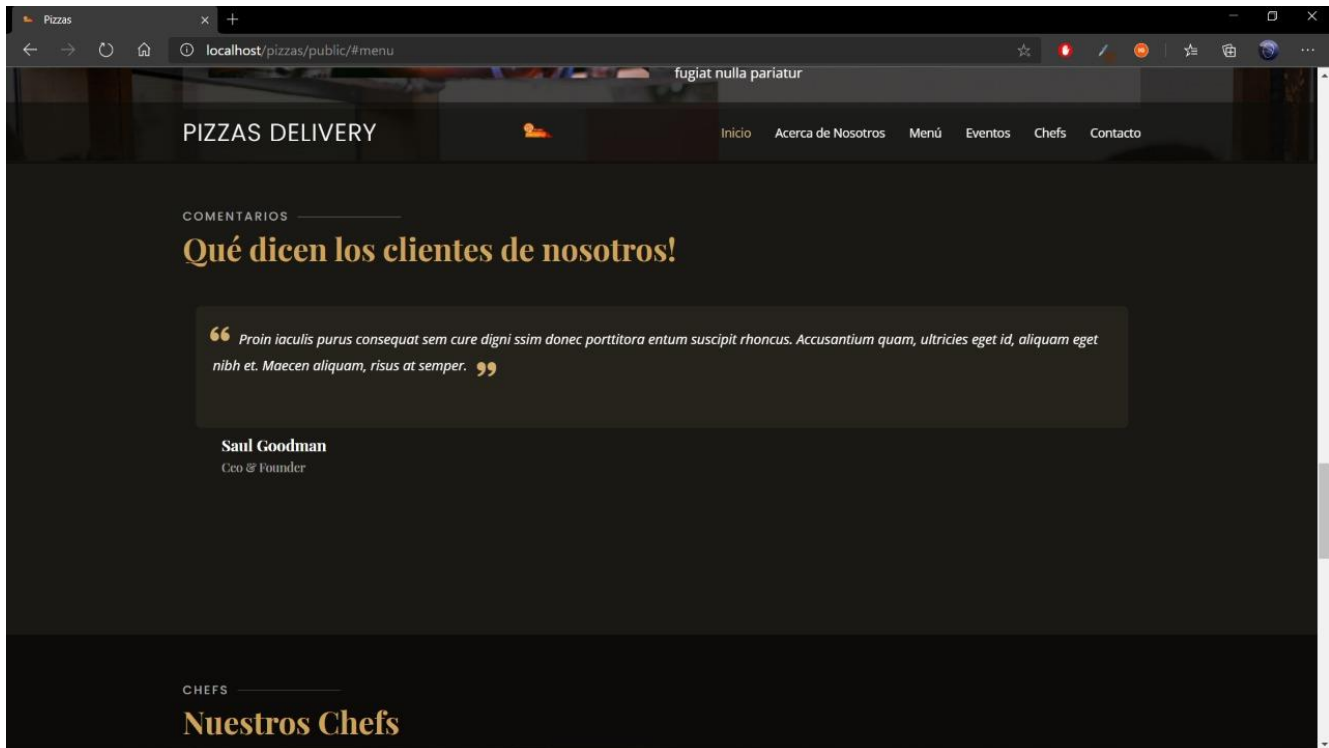 Pizzas
localhost/pizzas/public/#menu
fugiat nulla pariatur
PIZZAS DELIVERY
Inicio Acerca de Nosotros Menú Eventos Chefs Contacto
COMENTARIOS
Qué dicen los clientes de nosotros!
“ Proin iaculis purus consequat sem cure digni ssim donec porttitora entum suscipit rhoncus. Accusantium quam, ultricies eget id, aliquam eget
nibh et. Maecen aliquam, risus at semper. ”
Saul Goodman
Ceo & Founder
CHEFS
Nuestros Chefs